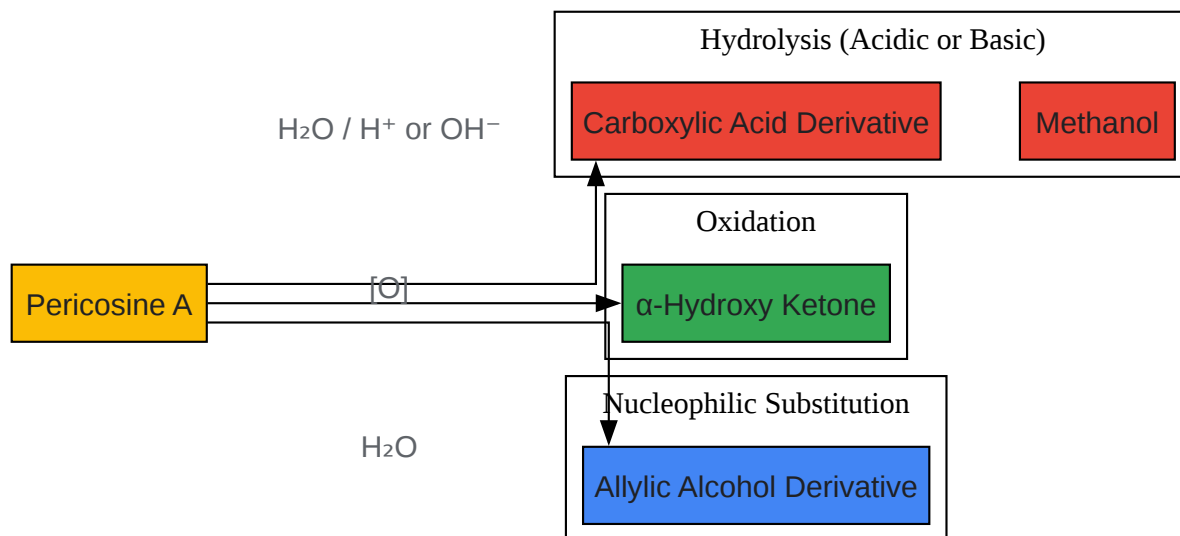 Hydrolysis (Acidic or Basic)
Carboxylic Acid Derivative
Methanol
H₂O / H⁺ or OH⁻
Oxidation
[O]
Pericosine A
α-Hydroxy Ketone
Nucleophilic Substitution
H₂O
Allylic Alcohol Derivative